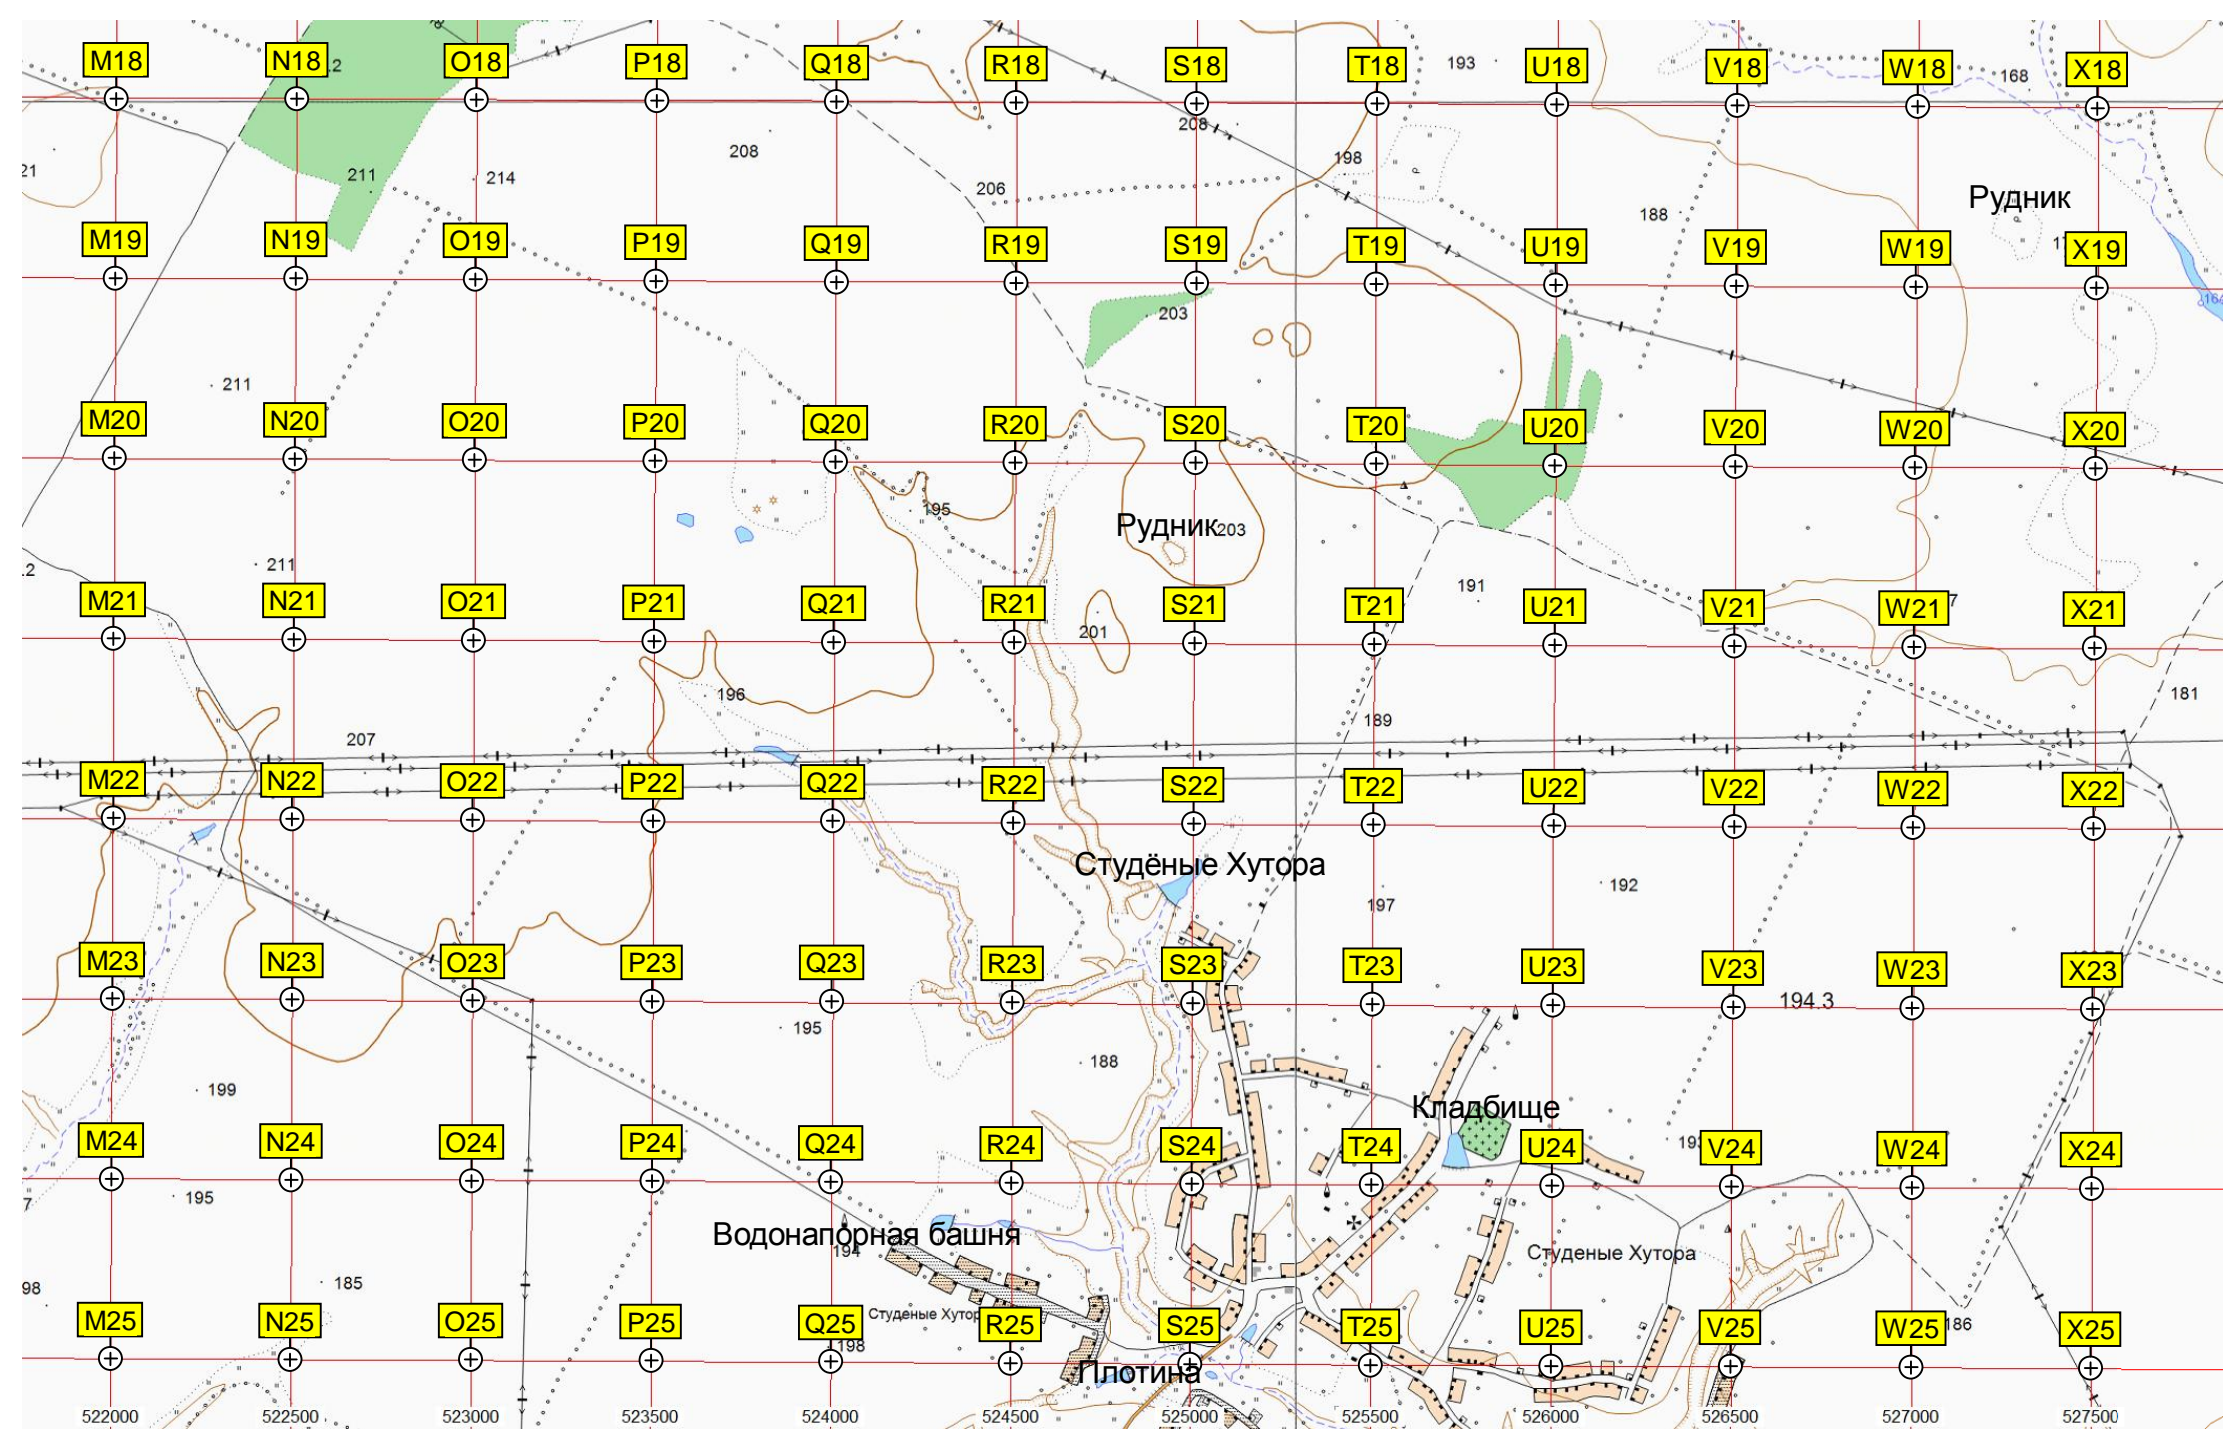 M18 N18 O18 P18 Q18 R18 S18 T18 193 U18 V18 W18 168 X18
208
208
198
211 214
206
Рудник
188
M19 N19 O19 P19 Q19 R19 S19 T19 U19 V19 W19 X19
203
211
M20 N20 O20 P20 Q20 R20 S20 T20 U20 V20 W20 X20
195
Рудник 203
211
191
M21 N21 O21 P21 Q21 R21 S21 T21 U21 V21 W21 X21
201
196 181
189
207
M22 N22 O22 P22 Q22 R22 S22 T22 U22 V22 W22 X22
Студёные Хутора
192
197
M23 N23 O23 P23 Q23 R23 S23 T23 U23 V23 W23 X23
194.3
195
188
199
Кладбище
M24 N24 O24 P24 Q24 R24 S24 T24 U24 V24 W24 X24
195
Водонапорная башня
194
Студеные Хутора
185
Студеные Хутор
M25 N25 O25 P25 Q25 R25 S25 T25 U25 V25 W25 186 X25
198
Плотина
522000 522500 523000 523500 524000 524500 525000 525500 526000 526500 527000 527500